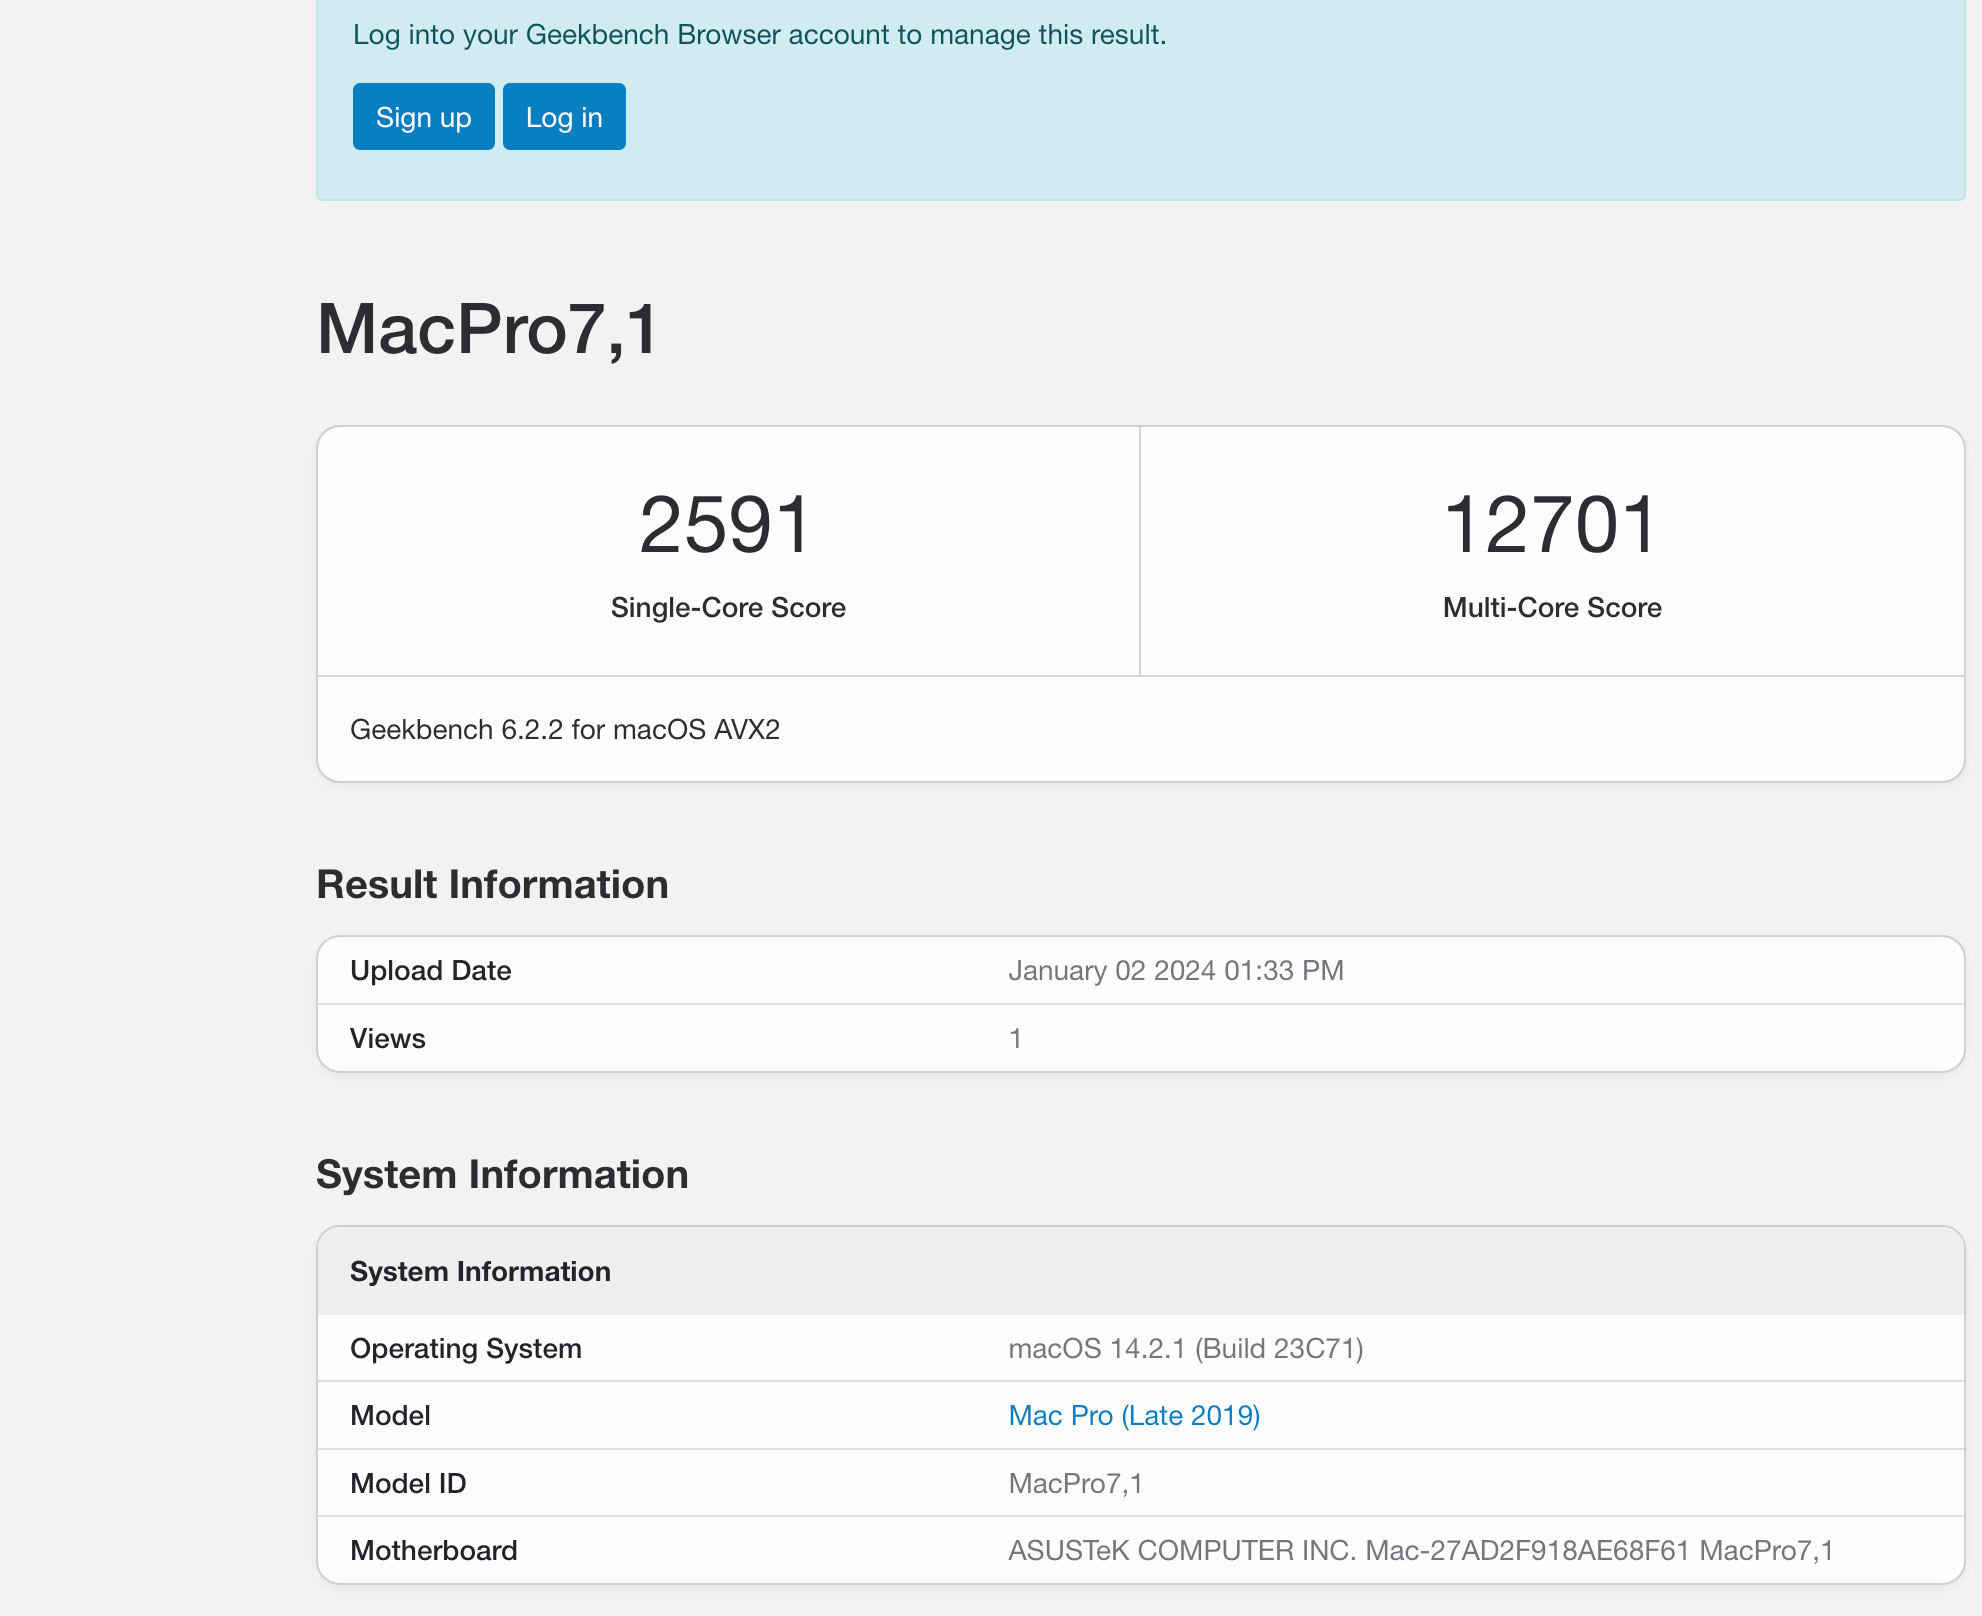 Log into your Geekbench Browser account to manage this result.
Sign up Log in
MacPro7,1
2591 12701
Single-Core Score Multi-Core Score
Geekbench 6.2.2 for macOS AVX2
Result Information
Upload Date January 02 2024 01:33 PM
Views 1
System Information
System Information
Operating System macOS 14.2.1 (Build 23C71)
Model Mac Pro (Late 2019)
Model ID MacPro7,1
Motherboard ASUSTeK COMPUTER INC. Mac-27AD2F918AE68F61 MacPro7,1